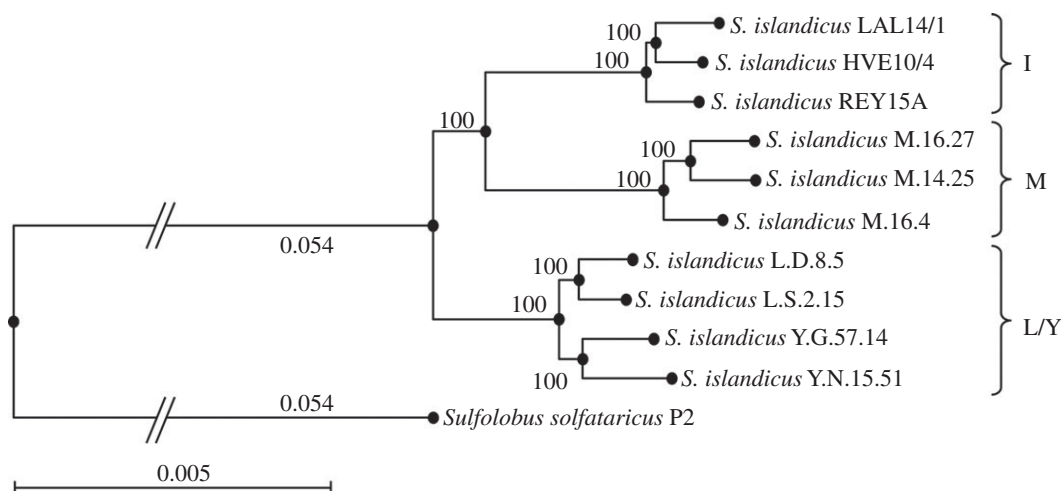 100
S. islandicus LAL14/1
S. islandicus HVE10/4
100
S. islandicus REY15A
I
100
S. islandicus M.16.27
100
S. islandicus M.14.25
100
S. islandicus M.16.4
M
0.054
S. islandicus L.D.8.5
100
S. islandicus L.S.2.15
100
S. islandicus Y.G.57.14
100
S. islandicus Y.N.15.51
L/Y
0.054
Sulfolobus solfataricus P2
0.005